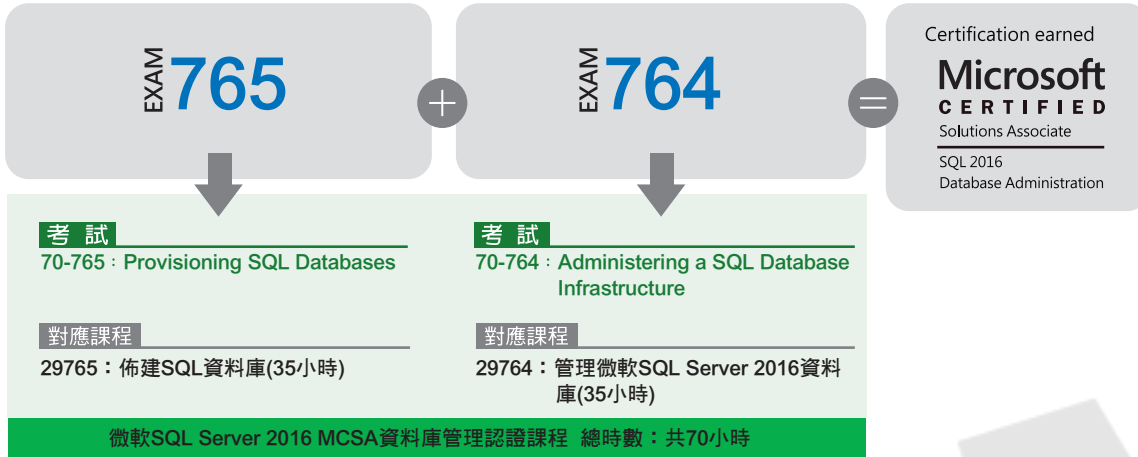 EXAM 765
+
EXAM 764
=
Certification earned
Microsoft
CERTIFIED
Solutions Associate
SQL 2016
Database Administration
考 試
70-765：Provisioning SQL Databases
對應課程
29765：佈建SQL資料庫(35小時)
考 試
70-764：Administering a SQL Database
Infrastructure
對應課程
29764：管理微軟SQL Server 2016資料
庫(35小時)
微軟SQL Server 2016 MCSA資料庫管理認證課程 總時數：共70小時